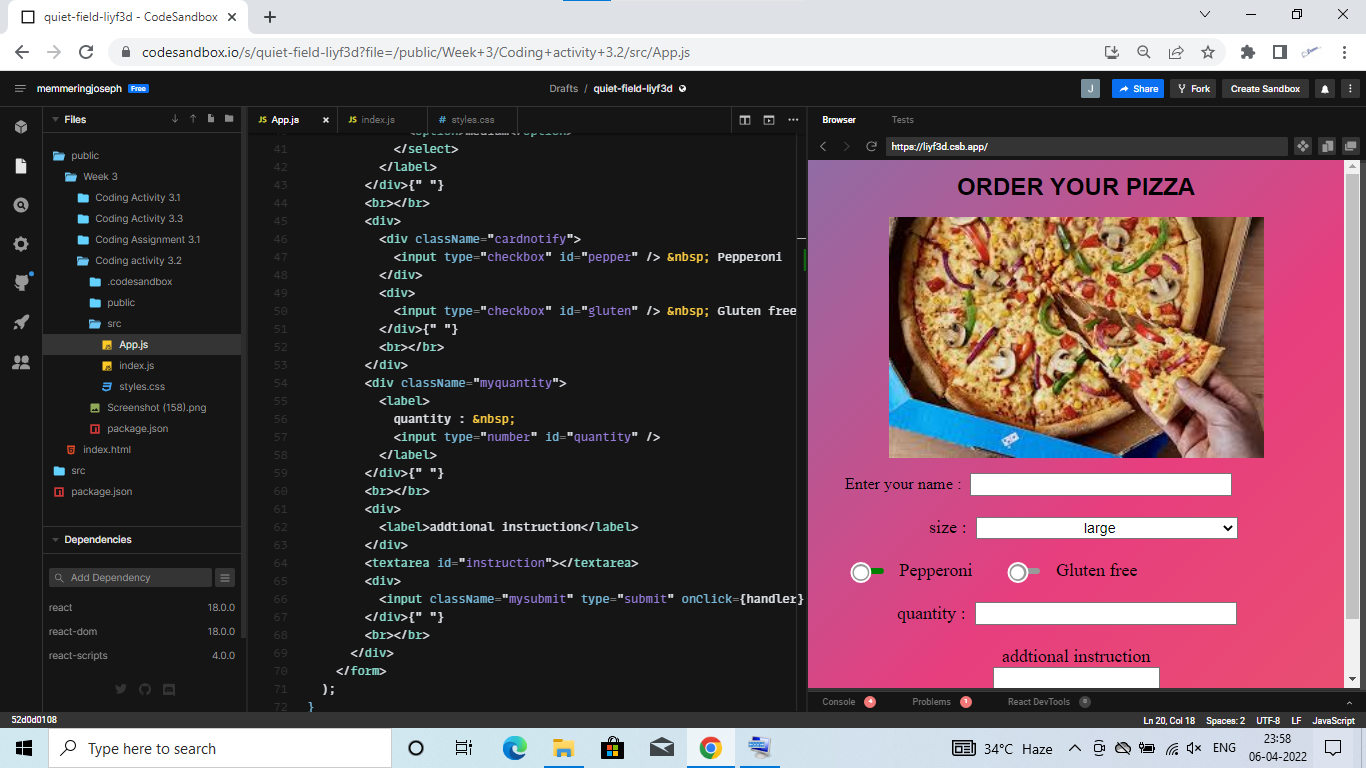 quiet-field-liyf3d - CodeSandbox
codesandbox.io/s/quiet-field-liyf3d?file=/public/Week+3/Coding+activity+3.2/src/App.js
memmeringjoseph Free
Drafts / quiet-field-liyf3d
J Share Fork Create Sandbox
Files
public
Week 3
Coding Activity 3.1
Coding Activity 3.3
Coding Assignment 3.1
Coding activity 3.2
.codesandbox
public
src
App.js
index.js
styles.css
Screenshot (158).png
package.json
index.html
src
package.json
Dependencies
Add Dependency
react 18.0.0
react-dom 18.0.0
react-scripts 4.0.0
JS App.js JS index.js # styles.css
41 </select>
42 </label>
43 </div>{" "}
44 <br></br>
45 <div>
46 <div className="cardnotify">
47 <input type="checkbox" id="pepper" /> &nbsp; Pepperoni
48 </div>
49 <div>
50 <input type="checkbox" id="gluten" /> &nbsp; Gluten free
51 </div>{" "}
52 <br></br>
53 </div>
54 <div className="myquantity">
55 <label>
56 quantity : &nbsp;
57 <input type="number" id="quantity" />
58 </label>
59 </div>{" "}
60 <br></br>
61 <div>
62 <label>addtional instruction</label>
63 </div>
64 <textarea id="instruction"></textarea>
65 <div>
66 <input className="mysubmit" type="submit" onClick={handler}
67 </div>{" "}
68 <br></br>
69 </div>
70 </form>
71 );
72 }
Browser Tests
https://liyf3d.csb.app/
ORDER YOUR PIZZA
Enter your name :
size : large
Pepperoni Gluten free
quantity :
addtional instruction
Console 4 Problems 1 React DevTools 0
52d0d0108
Ln 20, Col 18 Spaces: 2 UTF-8 LF JavaScript
Type here to search
34°C Haze ENG
23:58
06-04-2022